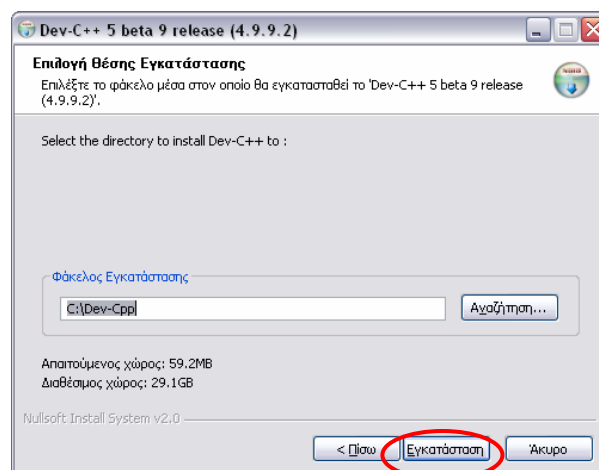 Dev-C++ 5 beta 9 release (4.9.9.2)
Επιλογή Θέσης Εγκατάστασης
Επιλέξτε το φάκελο μέσα στον οποίο θα εγκατασταθεί το 'Dev-C++ 5 beta 9 release
(4.9.9.2)'.
Select the directory to install Dev-C++ to :
Φάκελος Εγκατάστασης
C:\Dev-Cpp
Αναζήτηση...
Απαιτούμενος χώρος: 59.2MB
Διαθέσιμος χώρος: 29.1GB
Nullsoft Install System v2.0
< Πίσω Εγκατάσταση Άκυρο